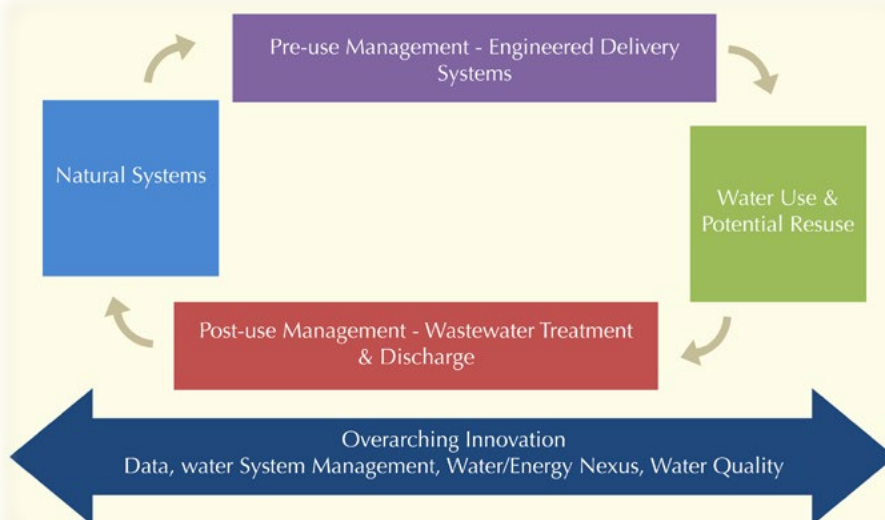 Pre-use Management - Engineered Delivery
Systems
Natural Systems
Water Use &
Potential Resuse
Post-use Management - Wastewater Treatment
& Discharge
Overarching Innovation
Data, water System Management, Water/Energy Nexus, Water Quality